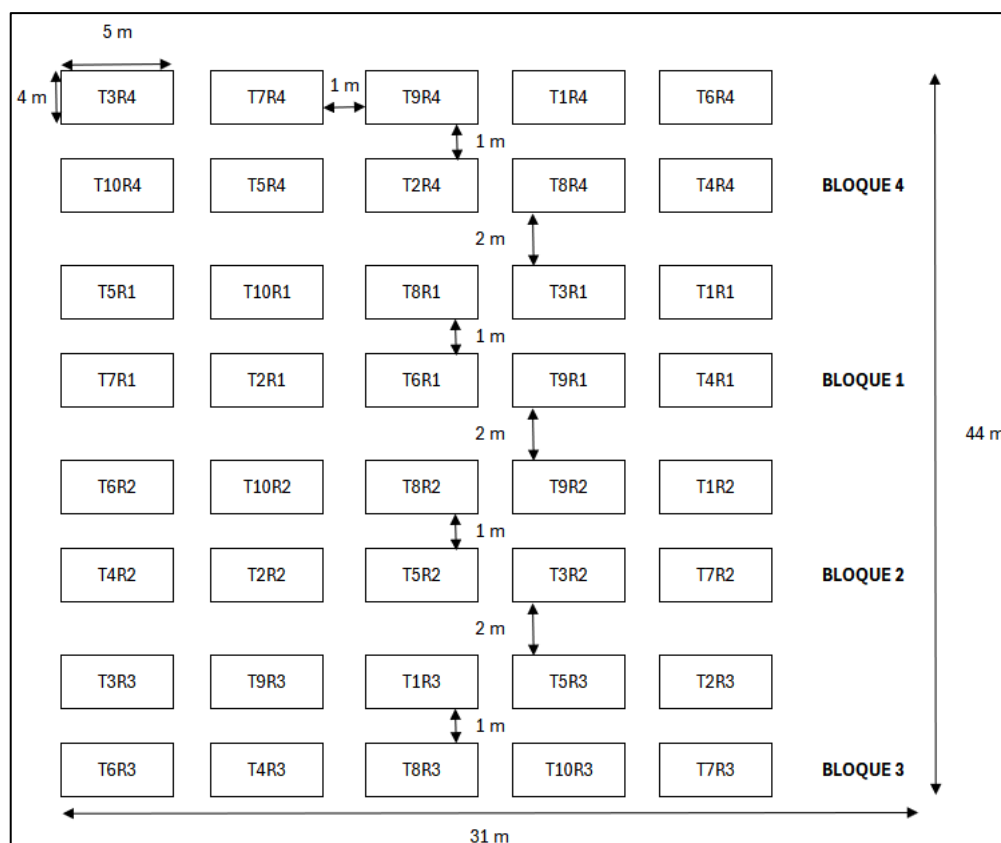 5 m
4 m
T3R4 T7R4 1 m T9R4 T1R4 T6R4
1 m
T10R4 T5R4 T2R4 T8R4 T4R4 BLOQUE 4
2 m
T5R1 T10R1 T8R1 T3R1 T1R1
1 m
T7R1 T2R1 T6R1 T9R1 T4R1 BLOQUE 1
2 m
44 m
T6R2 T10R2 T8R2 T9R2 T1R2
1 m
T4R2 T2R2 T5R2 T3R2 T7R2 BLOQUE 2
2 m
T3R3 T9R3 T1R3 T5R3 T2R3
1 m
T6R3 T4R3 T8R3 T10R3 T7R3 BLOQUE 3
31 m